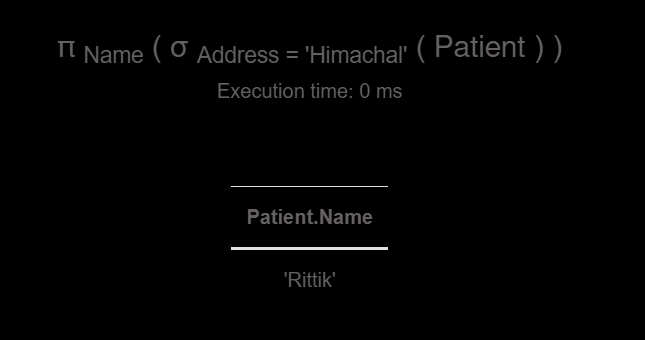 π Name ( σ Address = 'Himachal' ( Patient ) )
Execution time: 0 ms
Patient.Name
'Rittik'